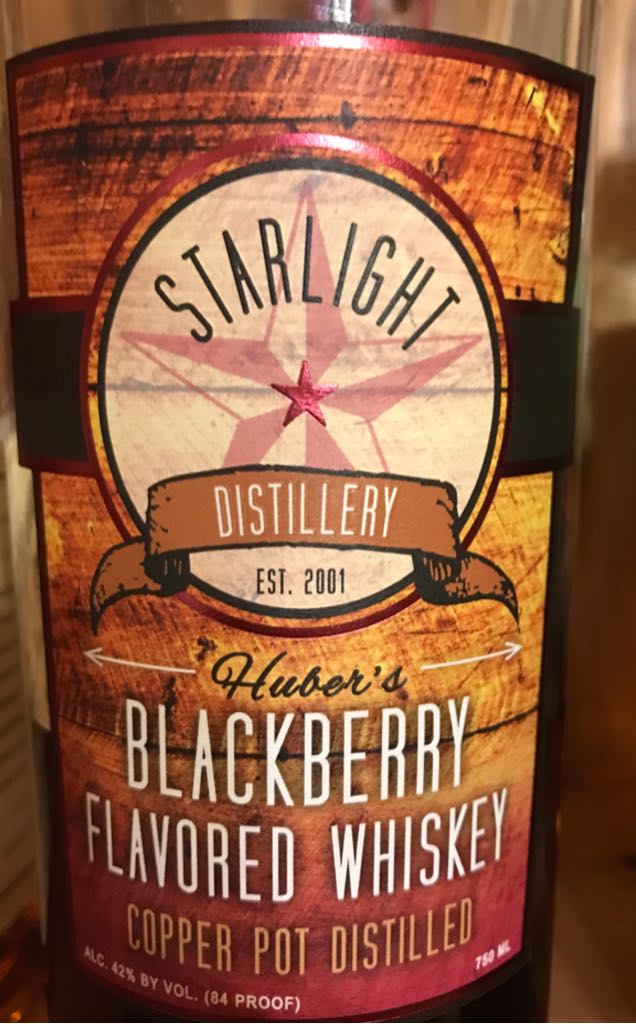 STARLIGHT
DISTILLERY
EST. 2001
Huber's
BLACKBERRY
FLAVORED WHISKEY
COPPER POT DISTILLED
ALC. 42% BY VOL. (84 PROOF)
750 ML